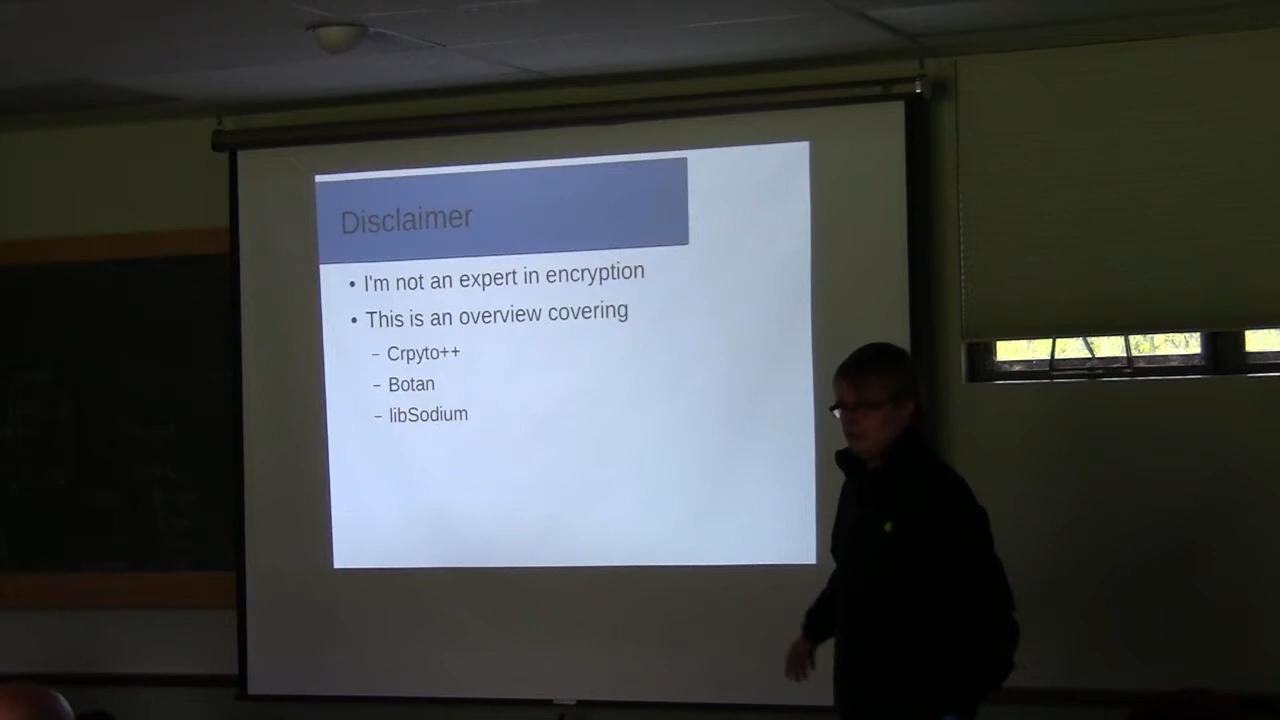 Disclaimer
• I'm not an expert in encryption
• This is an overview covering
– Crpyto++
– Botan
– libSodium